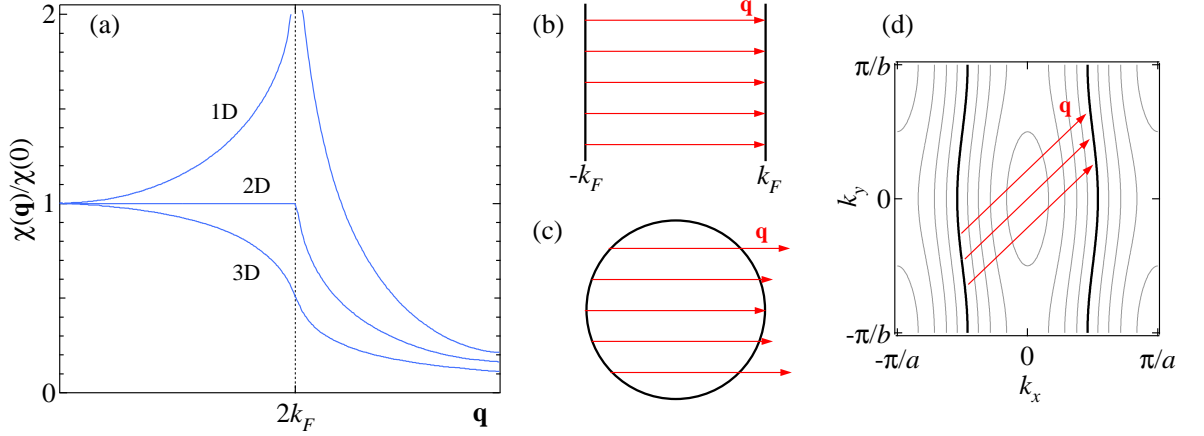 (a)
χ(q)/χ(0)
2
1
0
1D
2D
3D
2k_F
q
(b)
q
-k_F
k_F
(c)
q
(d)
q
k_y
π/b
0
-π/b
-π/a
0
π/a
k_x